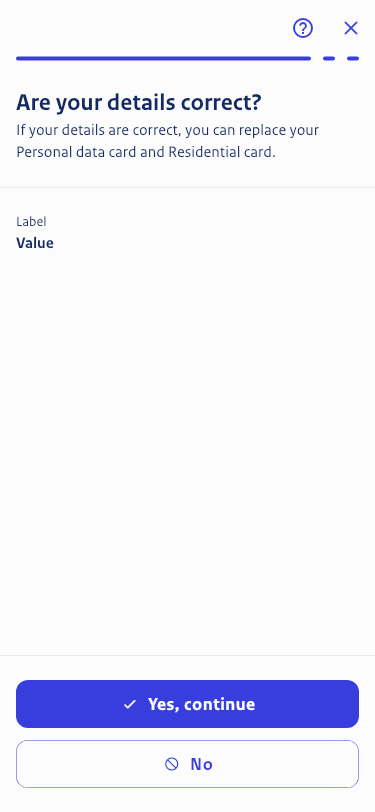 Are your details correct?
If your details are correct, you can replace your
Personal data card and Residential card.
Label
Value
Yes, continue
No